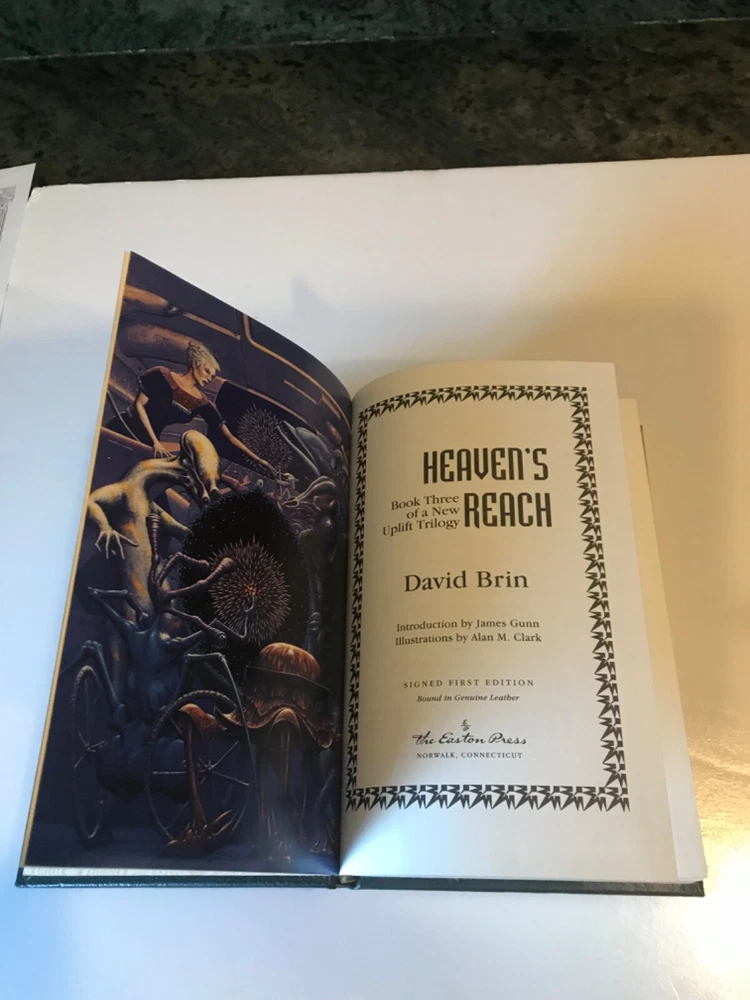 HEAVEN'S
Book Three
of a New
Uplift Trilogy
REACH
David Brin
Introduction by James Gunn
Illustrations by Alan M. Clark
SIGNED FIRST EDITION
Bound in Genuine Leather
The Easton Press
NORWALK, CONNECTICUT